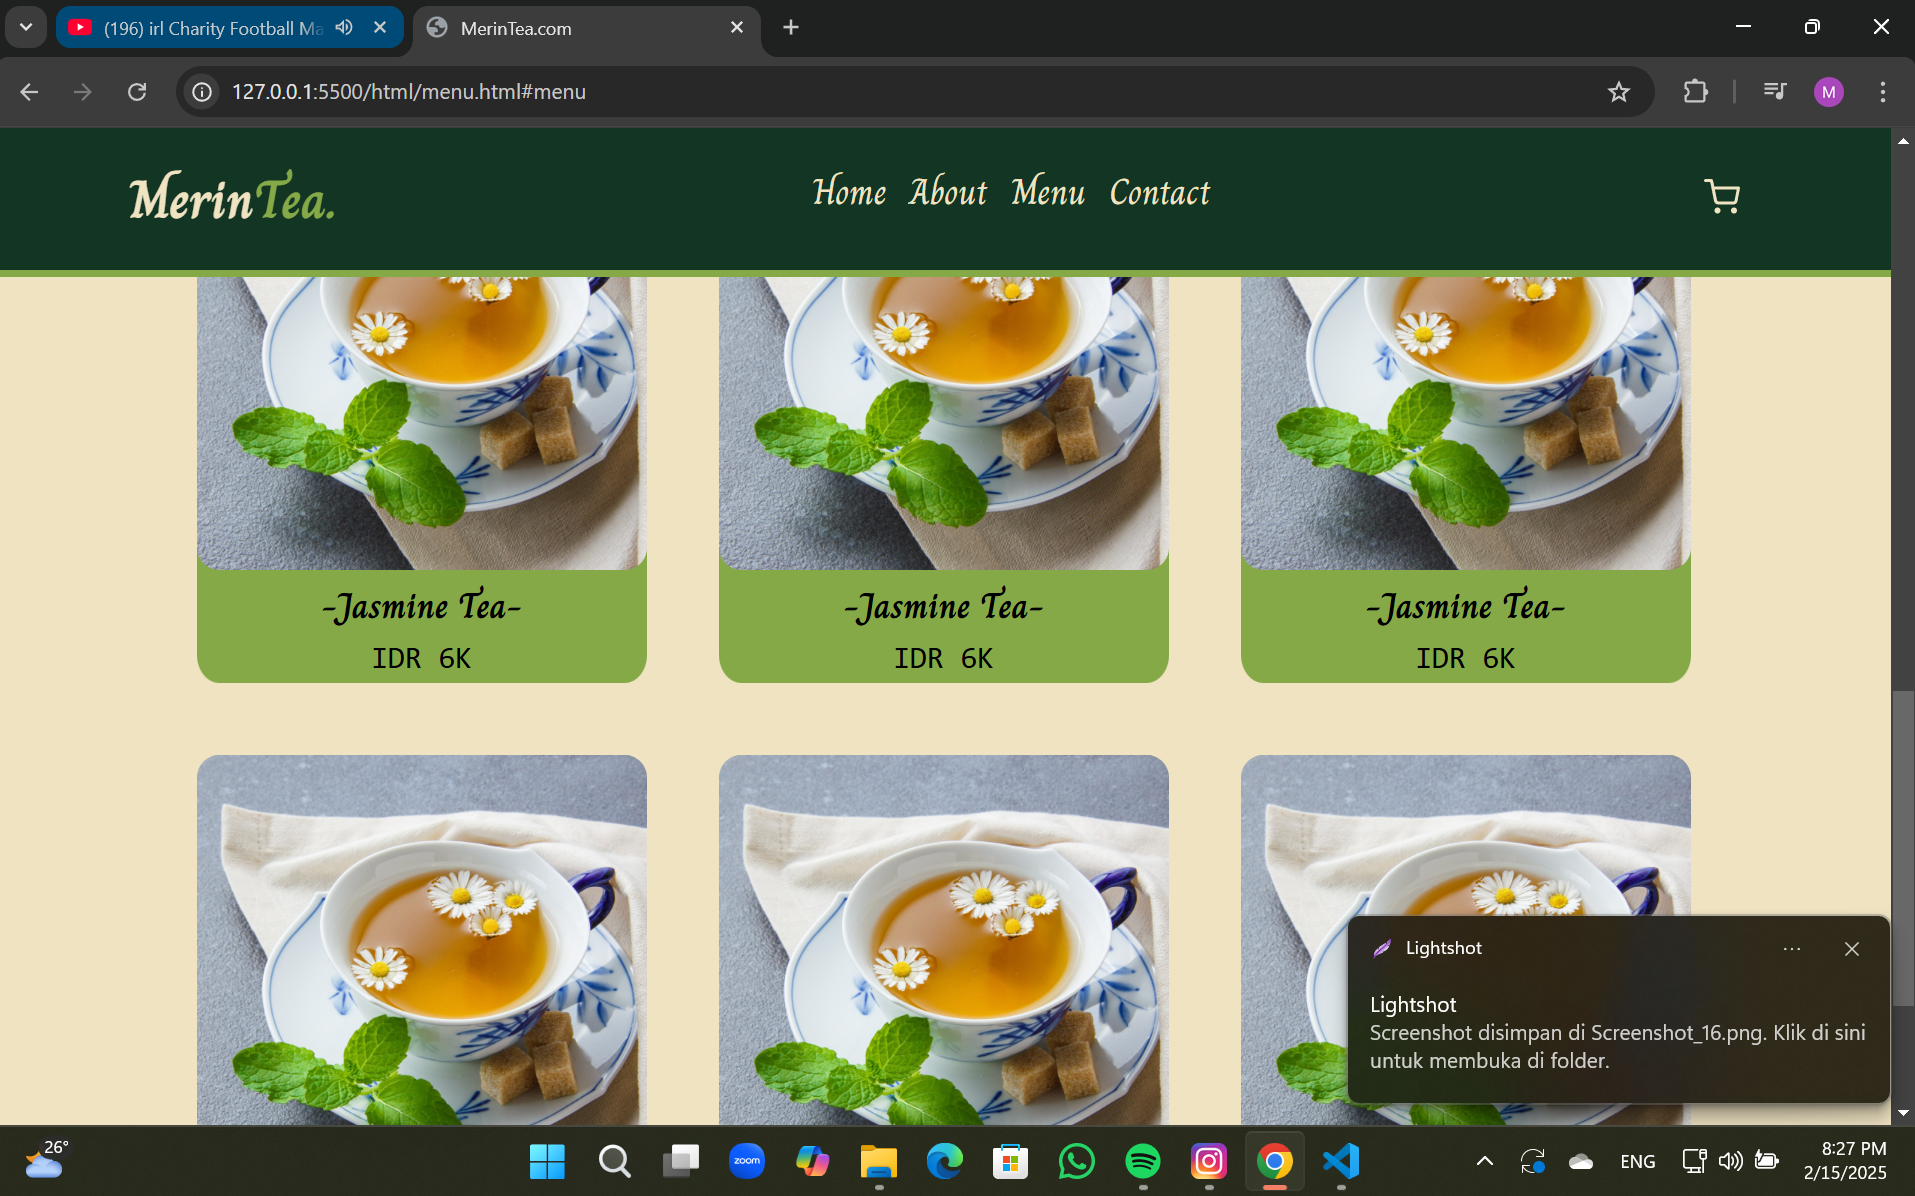 (196) irl Charity Football Ma
MerinTea.com
127.0.0.1:5500/html/menu.html#menu
M
MerinTea.
Home About Menu Contact
-Jasmine Tea- -Jasmine Tea- -Jasmine Tea-
IDR 6K IDR 6K IDR 6K
Lightshot
Lightshot
Screenshot disimpan di Screenshot_16.png. Klik di sini
untuk membuka di folder.
26°
zoom
ENG
8:27 PM
2/15/2025